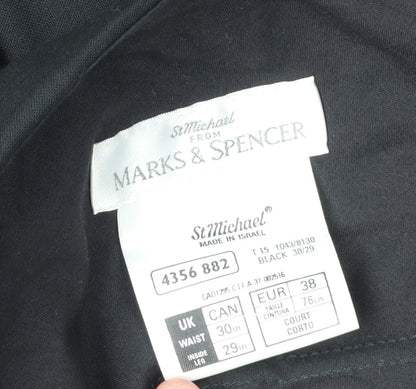 St Michael
FROM
MARKS & SPENCER
St Michael®
MADE IN ISRAEL
T 15 1043/8130
BLACK 30/29
4356 882
UK CAN
WAIST 30in
INSIDE LEG 29in
EUR 38
TAILLE CINTURA 76cm
COURT
CORTO